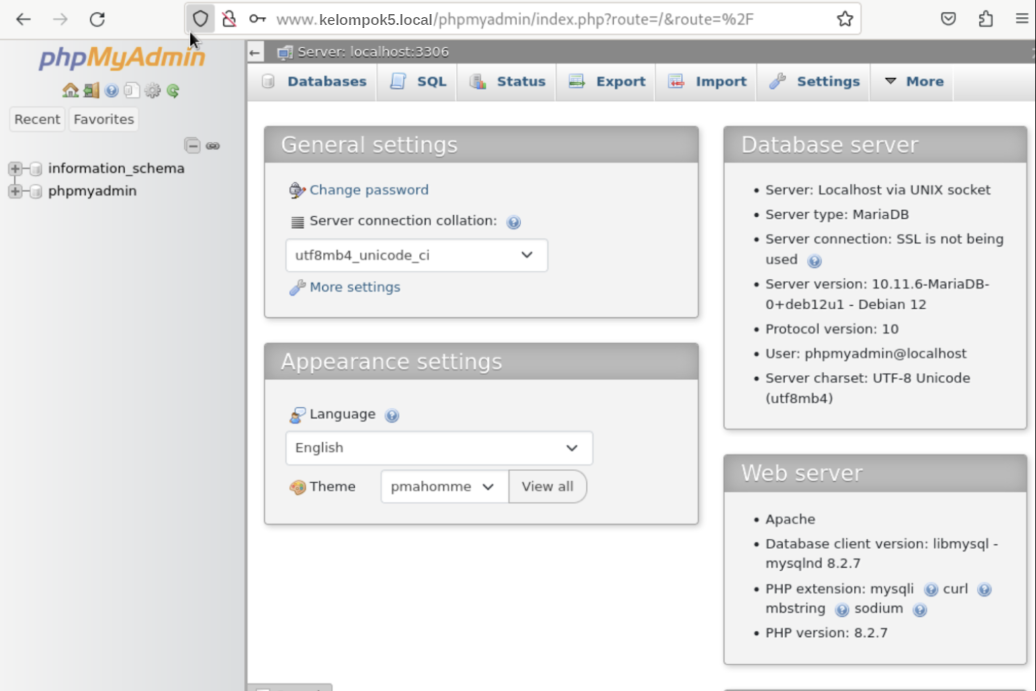 www.kelompok5.local/phpmyadmin/index.php?route=/&route=%2F
phpMyAdmin
Recent
Favorites
information_schema
phpmyadmin
Server: localhost:3306
Databases
SQL
Status
Export
Import
Settings
More
General settings
Change password
Server connection collation:
utf8mb4_unicode_ci
More settings
Appearance settings
Language
English
Theme
pmahomme
View all
Database server
Server: Localhost via UNIX socket
Server type: MariaDB
Server connection: SSL is not being
used
Server version: 10.11.6-MariaDB-
0+deb12u1 - Debian 12
Protocol version: 10
User: phpmyadmin@localhost
Server charset: UTF-8 Unicode
(utf8mb4)
Web server
Apache
Database client version: libmysql -
mysqlnd 8.2.7
PHP extension: mysqli curl
mbstring sodium
PHP version: 8.2.7